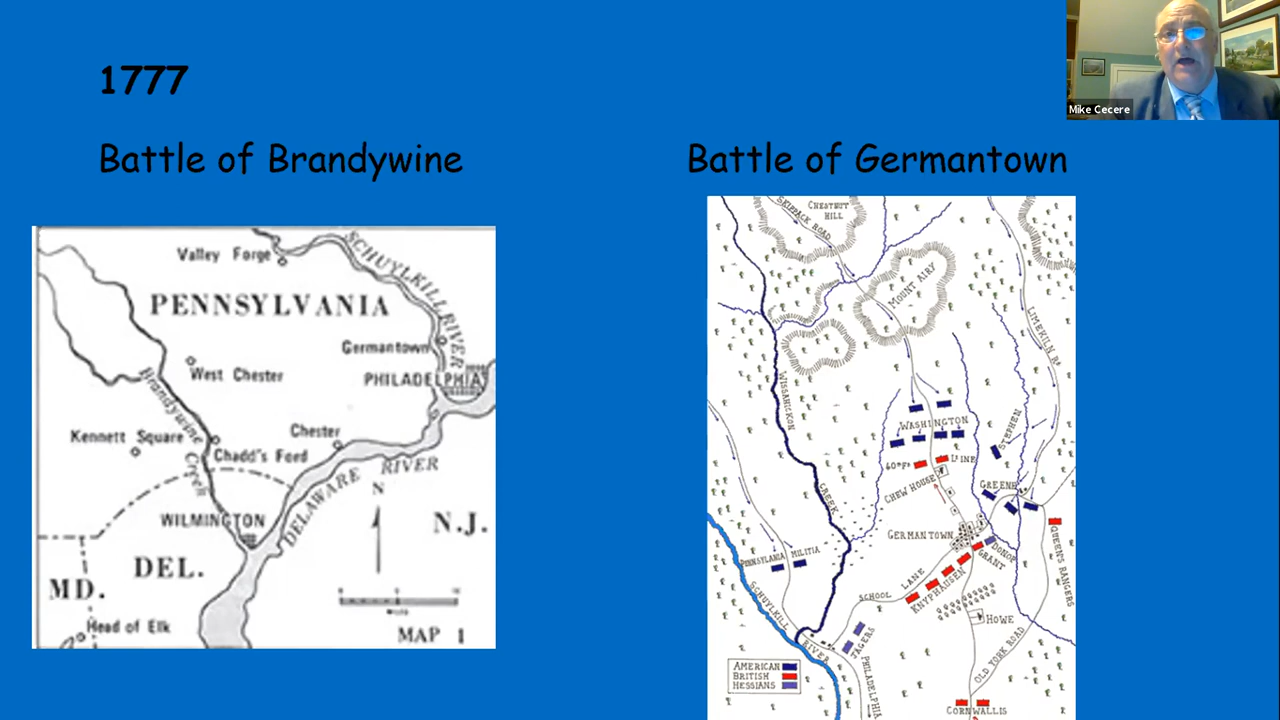 1777
Mike Cecere
Battle of Brandywine
Battle of Germantown
Valley Forge
SCHUYLKILL RIVER
PENNSYLVANIA
Germantown
PHILADELPHIA
West Chester
Brandywine Creek
Kennett Square
Chester
Chadd's Ford
DELAWARE RIVER
WILMINGTON
N
N.J.
DEL.
MD.
Head of Elk
MAP 1
SKIPPACK ROAD
CHESTNUT
HILL
MOUNT AIRY
LIMEKILN RD
WISSAHICKON CREEK
WASHINGTON
STEPHEN
40th Ft
Lt INF
CHEW HOUSE
GREENE
GERMANTOWN
DONOP
GRANT
QUEEN'S RANGERS
PENNSYLVANIA MILITIA
SCHOOL LANE
KNYPHAUSEN
SCHUYLKILL RIVER
HOWE
JAGERS
OLD YORK ROAD
PHILADELPHIA
AMERICAN
BRITISH
HESSIANS
CORNWALLIS